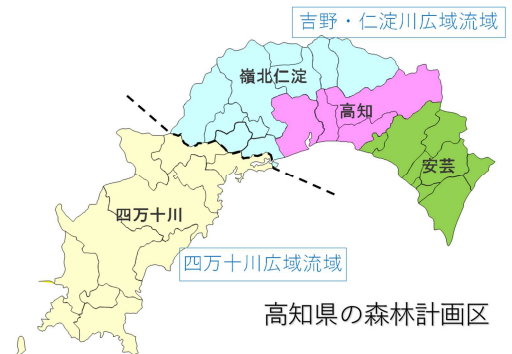 吉野・仁淀川広域流域
嶺北仁淀
高知
安芸
四万十川
四万十川広域流域
高知県の森林計画区